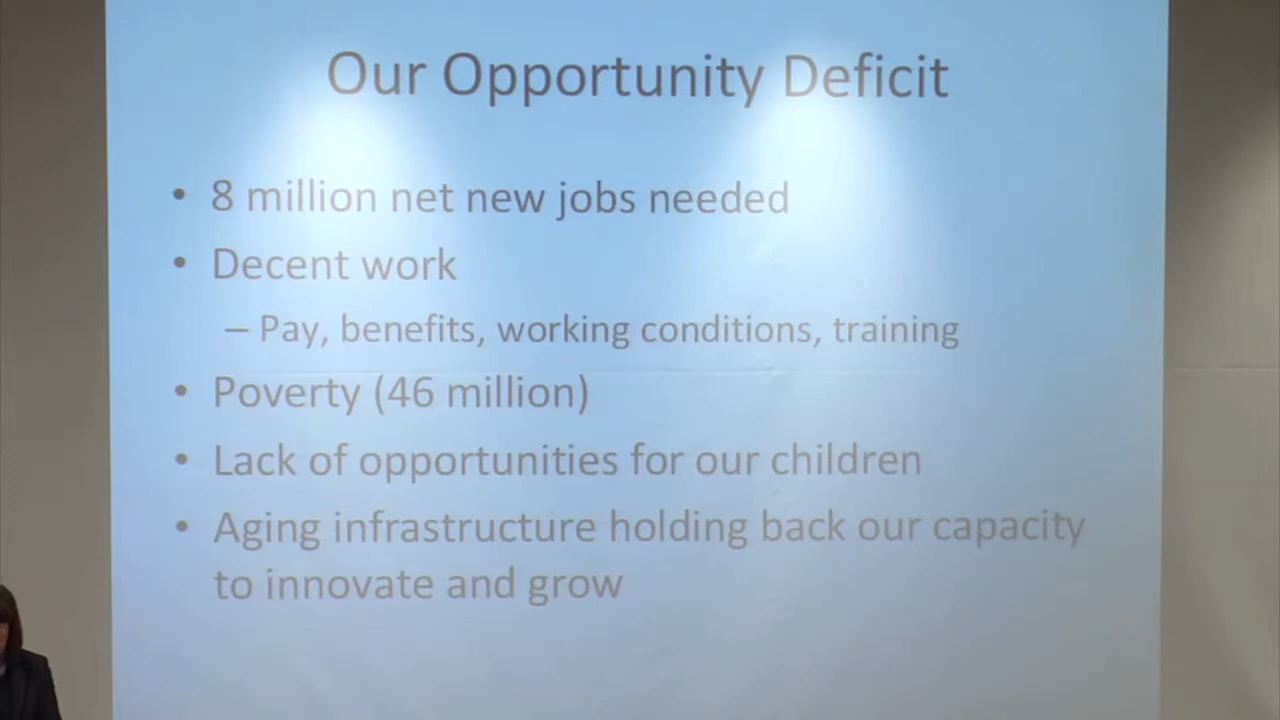 Our Opportunity Deficit
• 8 million net new jobs needed
• Decent work
– Pay, benefits, working conditions, training
• Poverty (46 million)
• Lack of opportunities for our children
• Aging infrastructure holding back our capacity
to innovate and grow